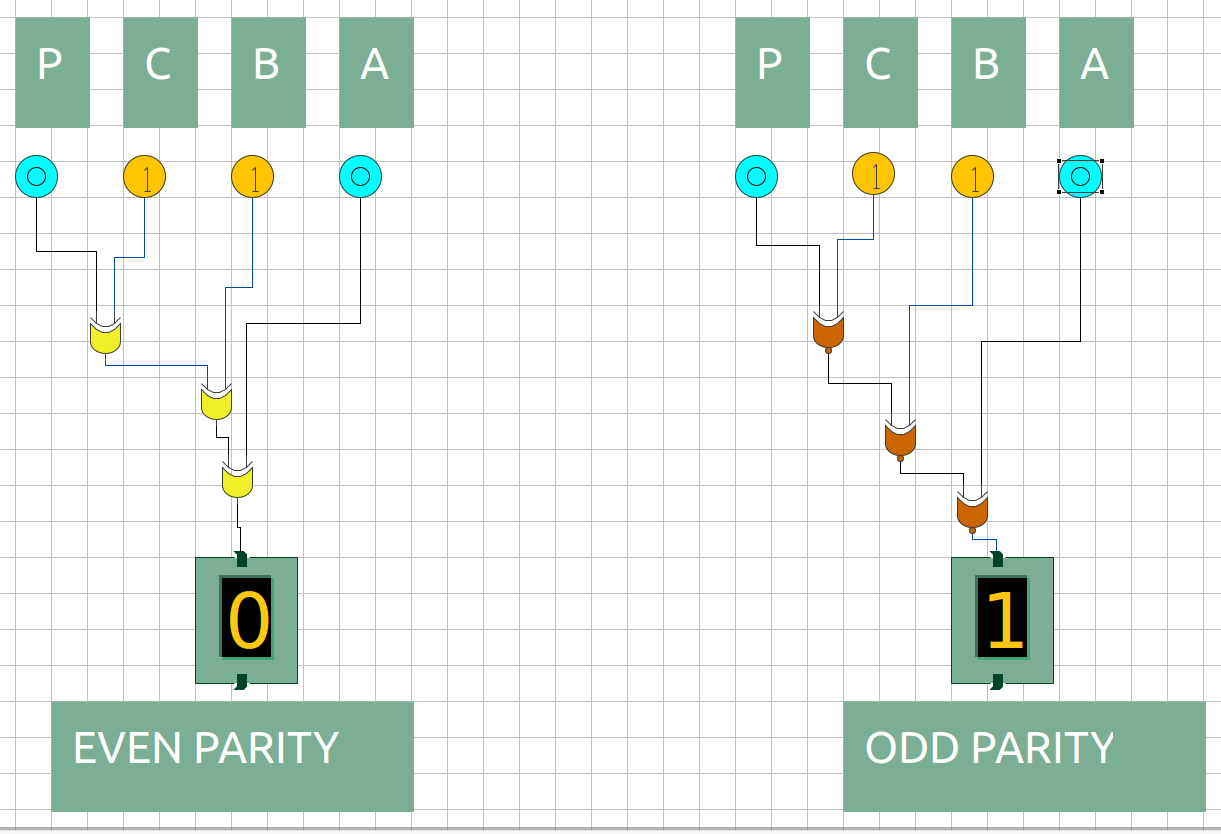 P C B A P C B A
0 1 1 0 0 1 1 0
0 1
EVEN PARITY ODD PARITY